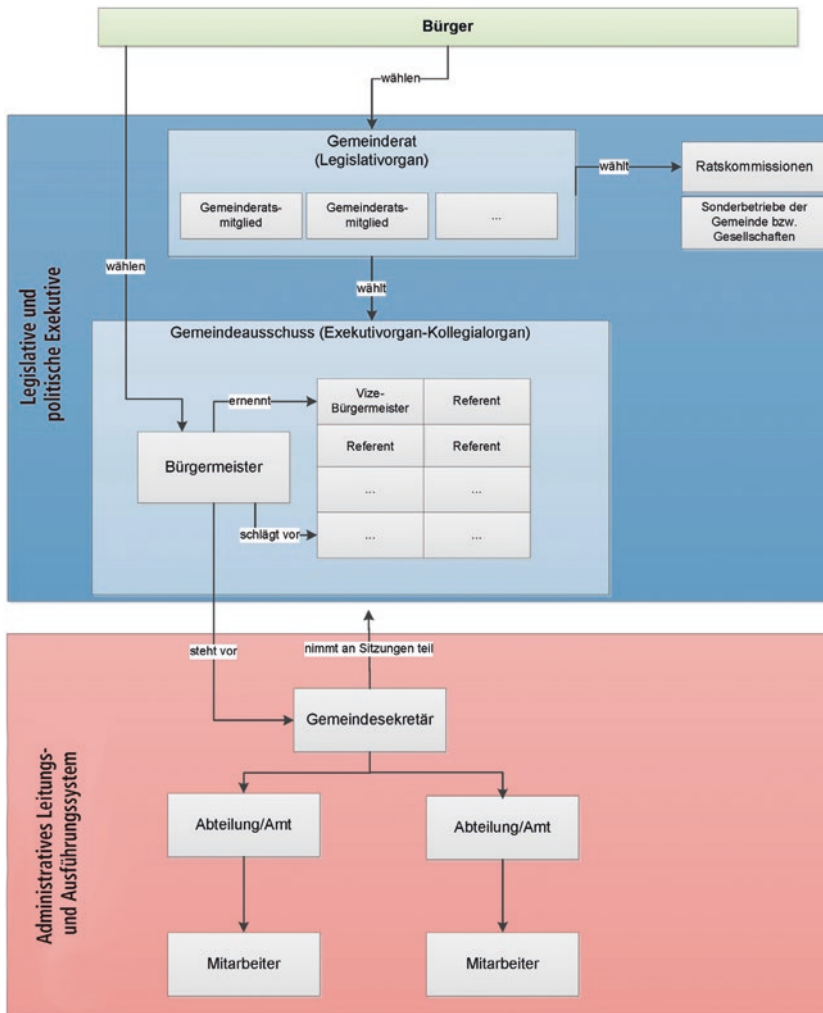 Bürger
wählen
Gemeinderat
(Legislativorgan)
Gemeinderats-
mitglied
Gemeinderats-
mitglied
...
wählt
Ratskommissionen
Sonderbetriebe der
Gemeinde bzw.
Gesellschaften
wählen
wählt
Legislative und
politische Exekutive
Gemeindeausschuss (Exekutivorgan-Kollegialorgan)
ernennt
Vize-
Bürgermeister
Referent
Referent
Referent
Bürgermeister
...
...
schlägt vor
...
...
steht vor
nimmt an Sitzungen teil
Gemeindesekretär
Administratives Leitungs-
und Ausführungssystem
Abteilung/Amt
Abteilung/Amt
Mitarbeiter
Mitarbeiter